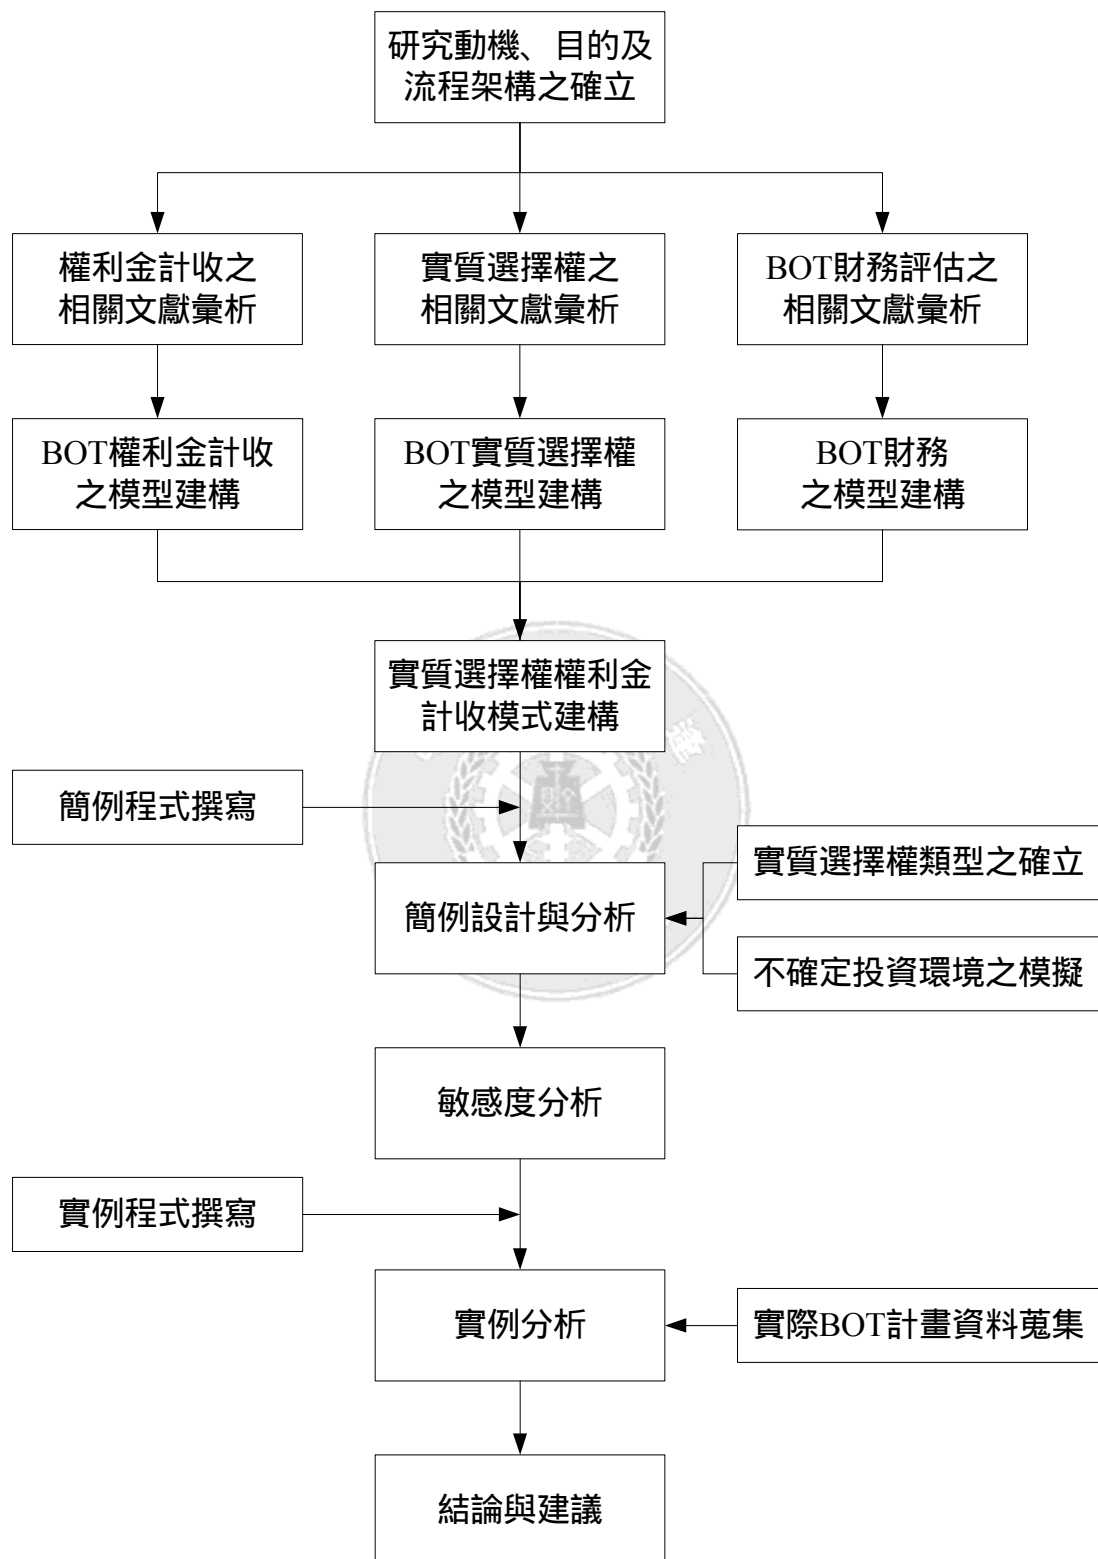 研究動機、目的及
流程架構之確立
權利金計收之
相關文獻彙析
實質選擇權之
相關文獻彙析
BOT財務評估之
相關文獻彙析
BOT權利金計收
之模型建構
BOT實質選擇權
之模型建構
BOT財務
之模型建構
實質選擇權權利金
計收模式建構
簡例程式撰寫
實質選擇權類型之確立
簡例設計與分析
不確定投資環境之模擬
敏感度分析
實例程式撰寫
實例分析
實際BOT計畫資料蒐集
結論與建議